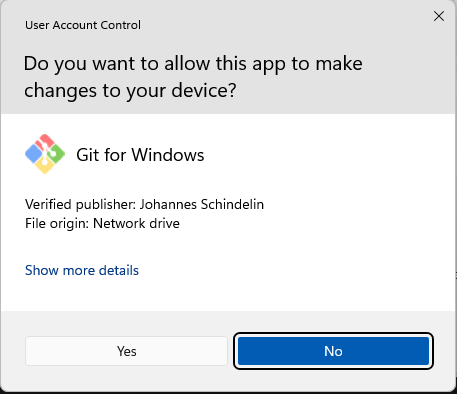 User Account Control
Do you want to allow this app to make
changes to your device?
Git for Windows
Verified publisher: Johannes Schindelin
File origin: Network drive
Show more details
Yes
No